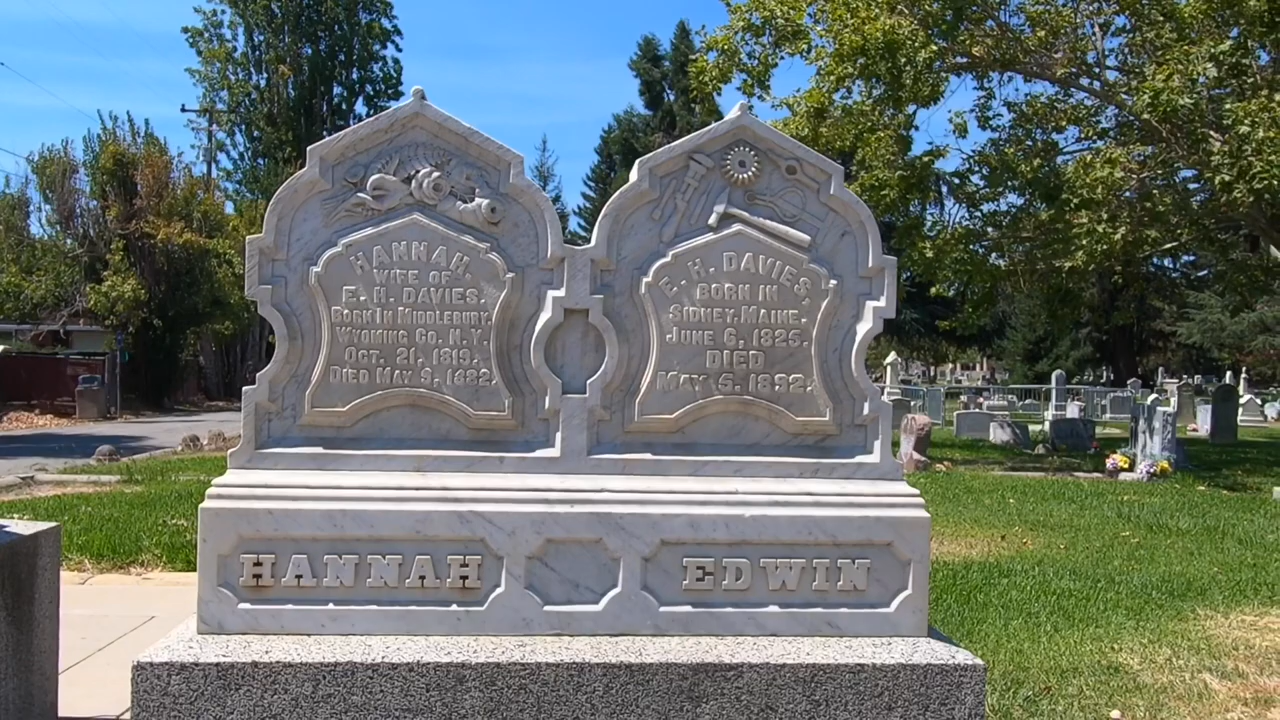 HANNAH.
WIFE OF
E. H. DAVIES.
BORN IN MIDDLEBURY,
WYOMING CO. N.Y.
OCT. 21, 1819.
DIED MAY 9, 1882.
E. H. DAVIES,
BORN IN
SIDNEY, MAINE,
JUNE 6, 1825.
DIED
MAY 5, 1892.
HANNAH
EDWIN